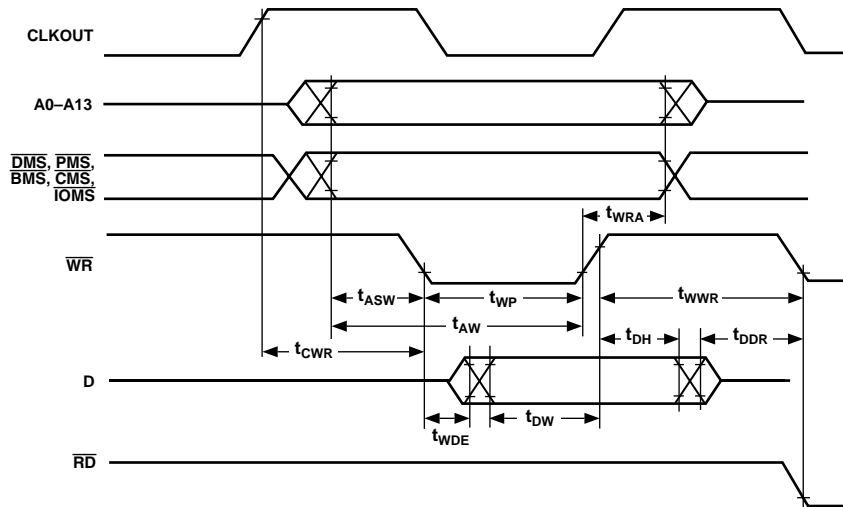 CLKOUT
A0–A13
DMS, PMS,
BMS, CMS,
IOMS
tWRA
WR
tASW
tWP
tWWR
tAW
tCWR
tDH
tDDR
D
tWDE
tDW
RD